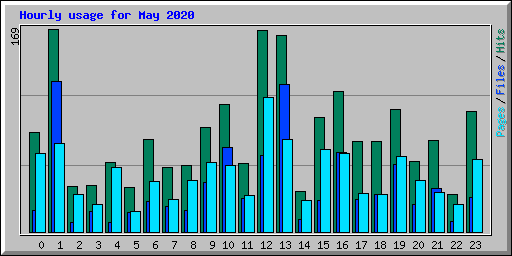 Hourly usage for May 2020
169
Pages / Files / Hits
0 1 2 3 4 5 6 7 8 9 10 11 12 13 14 15 16 17 18 19 20 21 22 23